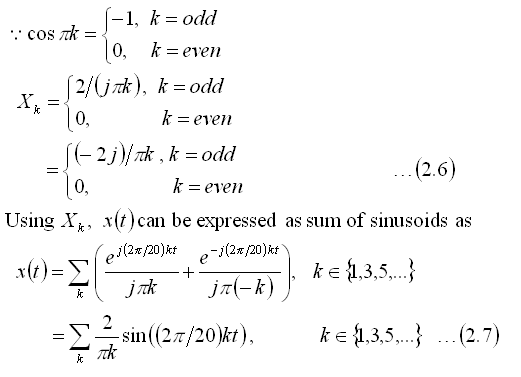 ∵ cos πk = { −1, k = odd
0, k = even
X_k = { 2/(jπk), k = odd
0, k = even
= { (− 2j)/πk , k = odd
0, k = even …(2.6)
Using X_k, x(t) can be expressed as sum of sinusoids as
x(t) = ∑_k ( e^{j(2π/20)kt} / jπk + e^{-j(2π/20)kt} / jπ(−k) ), k ∈ {1,3,5,...}
= ∑_k 2/πk sin((2π/20)kt), k ∈ {1,3,5,...} …(2.7)